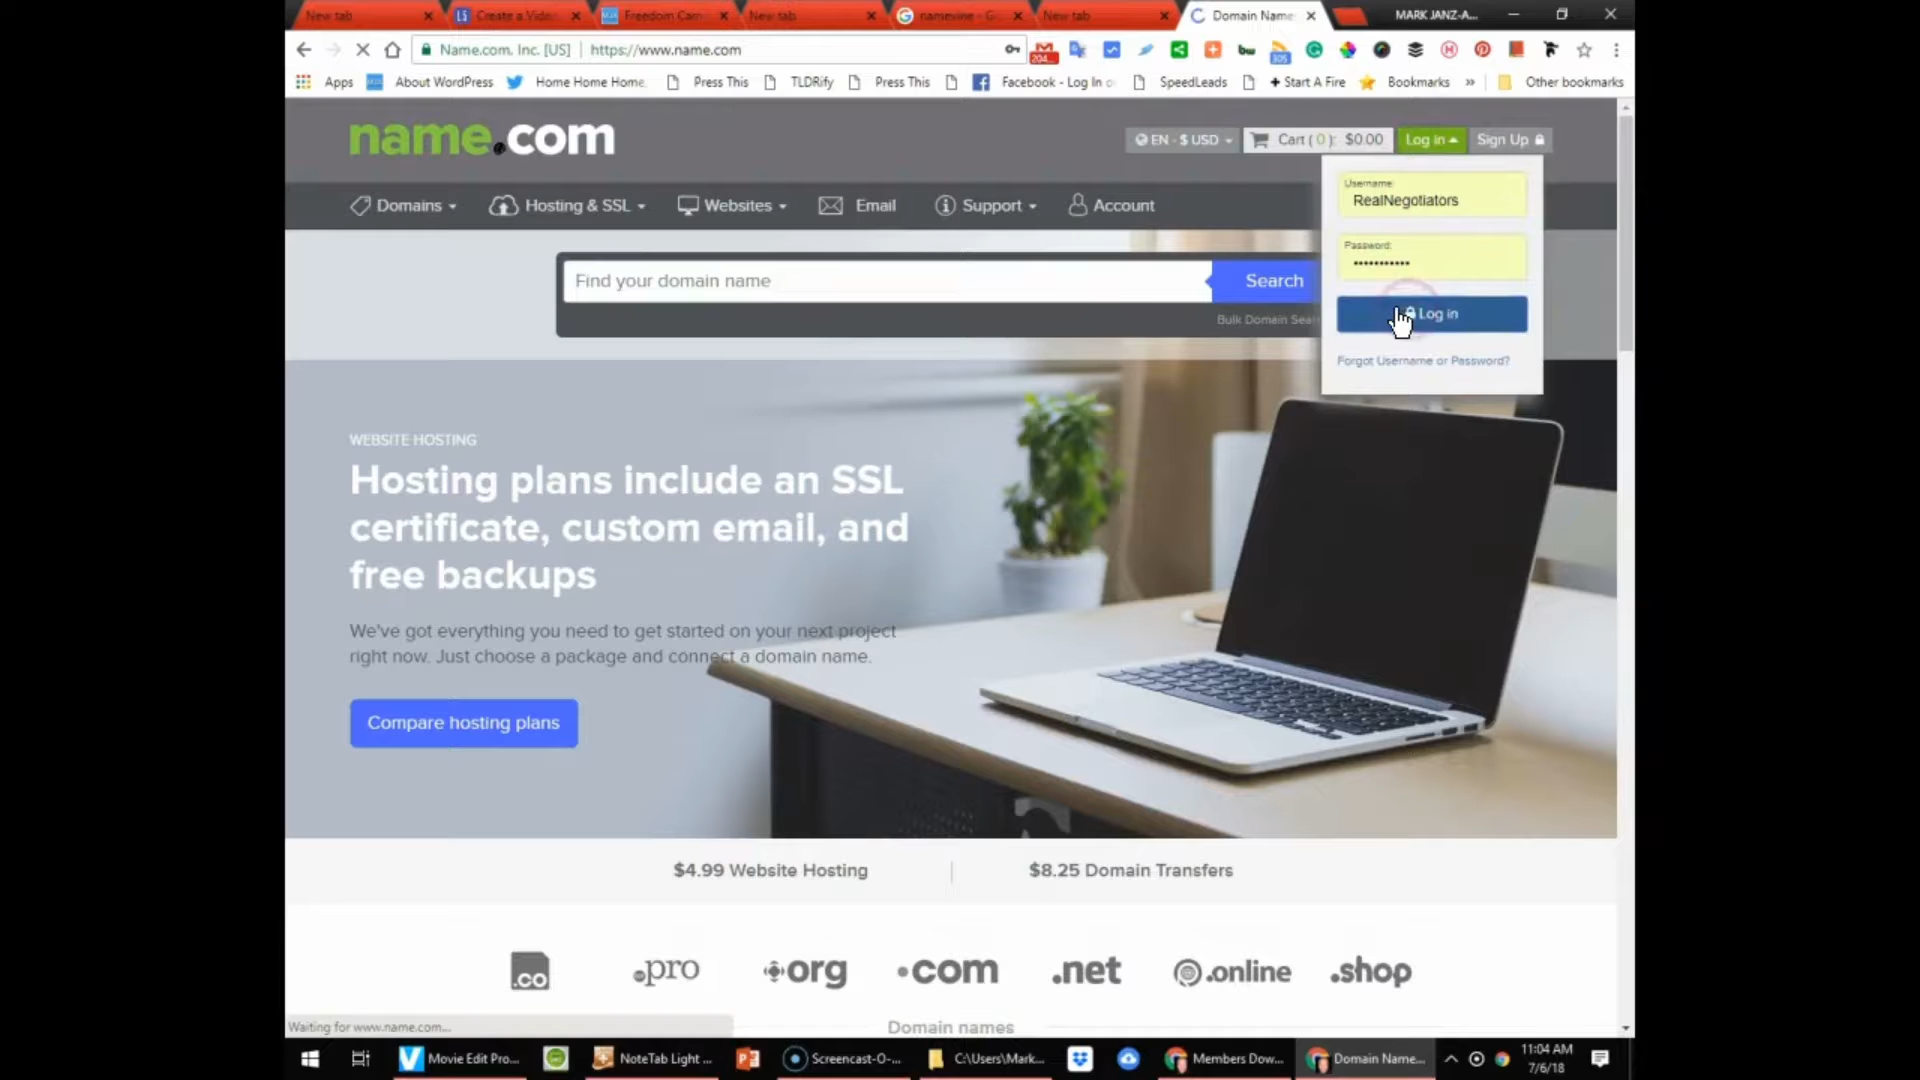 New tab
Create a Vide
Freedom Cam
New tab
namevine - G
New tab
Domain Name
MARK JANZ-A...
Name.com, Inc. [US]
https://www.name.com
204...
bw
305
Apps
About WordPress
Home Home Home
Press This
TLDRify
Press This
Facebook - Log In o
SpeedLeads
Start A Fire
Bookmarks
»
Other bookmarks
name.com
EN - $ USD
Cart ( 0 ): $0.00
Log in
Sign Up
Username:
RealNegotiators
Domains
Hosting & SSL
Websites
Email
Support
Account
Password:
•••••••••••
Find your domain name
Search
Log in
Bulk Domain Sea
Forgot Username or Password?
WEBSITE HOSTING
Hosting plans include an SSL
certificate, custom email, and
free backups
We've got everything you need to get started on your next project
right now. Just choose a package and connect a domain name.
Compare hosting plans
$4.99 Website Hosting
$8.25 Domain Transfers
.co
.pro
.org
.com
.net
.online
.shop
Waiting for www.name.com...
Domain names
Movie Edit Pro...
NoteTab Light ...
Screencast-O-...
C:\Users\Mark...
Members Dow...
Domain Name...
11:04 AM
7/6/18